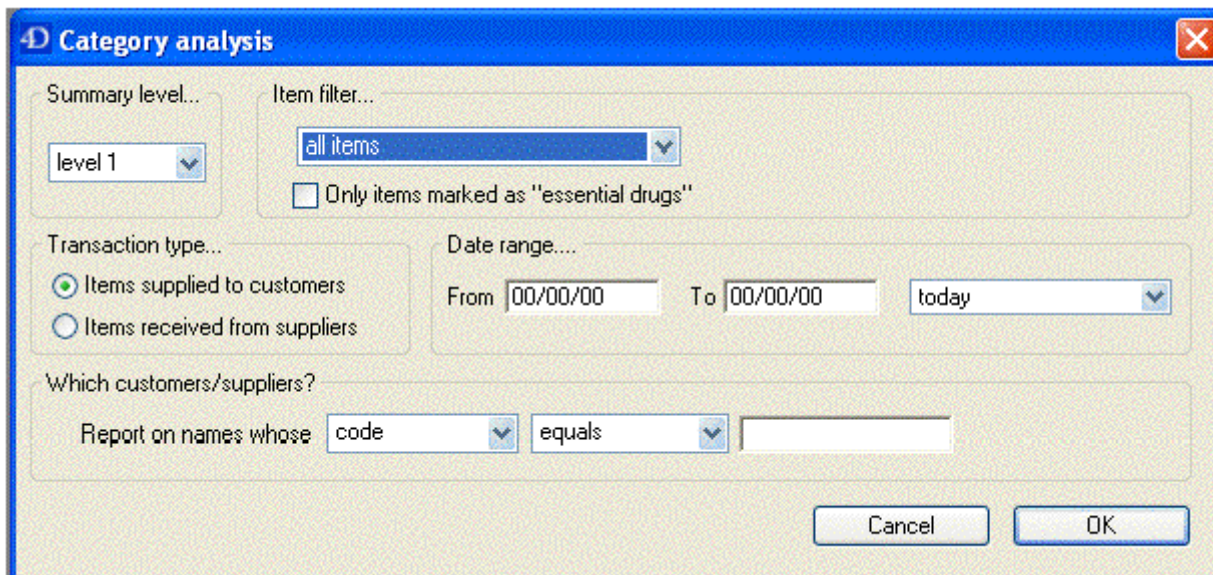 4D Category analysis
Summary level...
Item filter...
level 1
all items
Only items marked as "essential drugs"
Transaction type...
Date range....
Items supplied to customers
From 00/00/00 To 00/00/00 today
Items received from suppliers
Which customers/suppliers?
Report on names whose code equals
Cancel OK